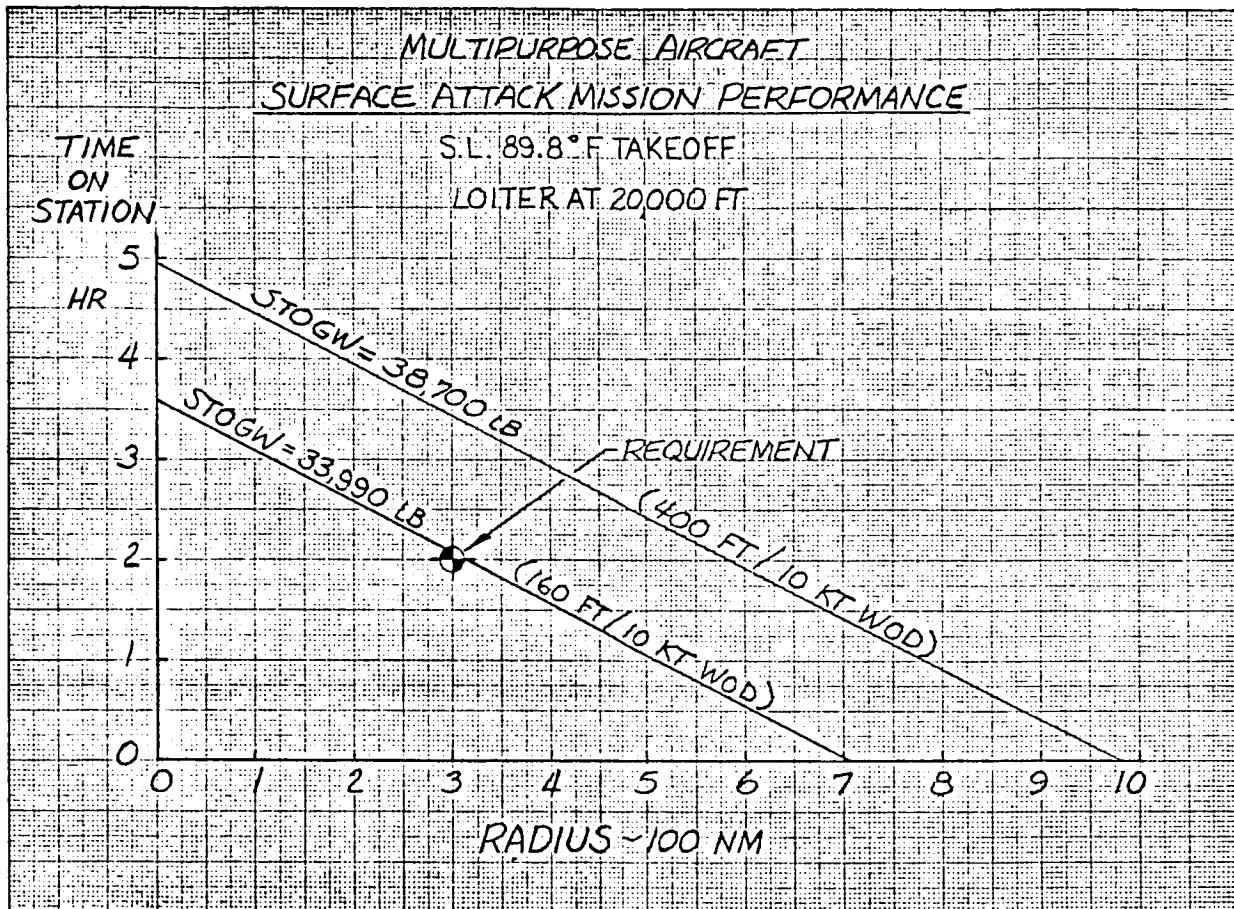 MULTIPURPOSE AIRCRAFT
SURFACE ATTACK MISSION PERFORMANCE
S.L. 89.8°F TAKEOFF
LOITER AT 20,000 FT
TIME
ON
STATION
HR
5
4
3
2
1
0
STOGW = 38,700 LB
STOGW = 33,990 LB
REQUIREMENT
(400 FT/10 KT WOD)
(160 FT/10 KT WOD)
0 1 2 3 4 5 6 7 8 9 10
RADIUS ~100 NM